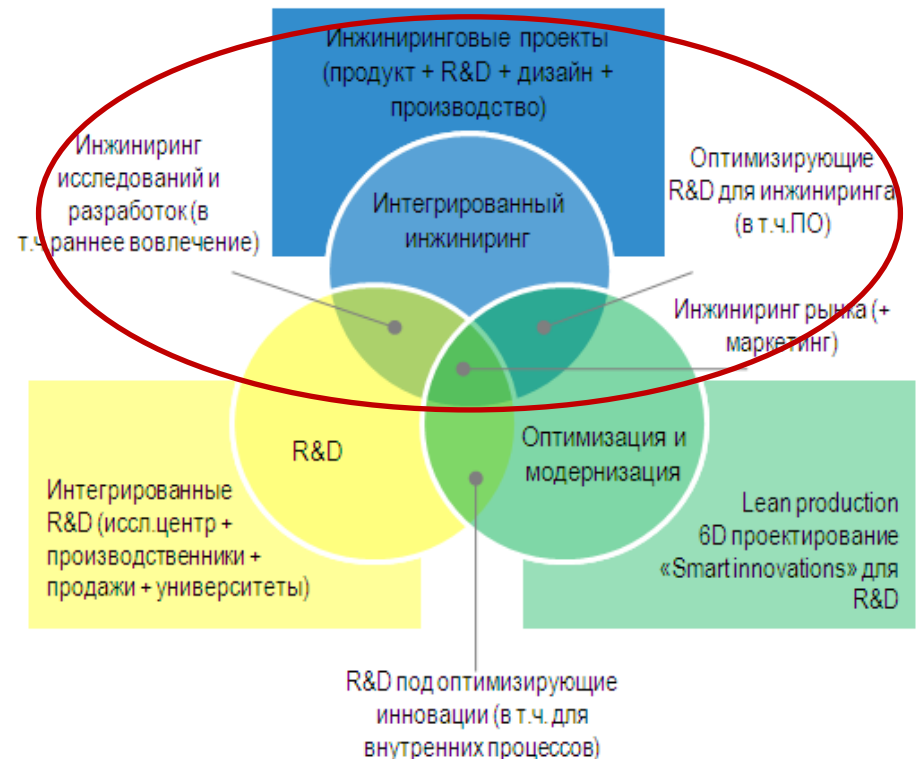 Инжиниринговые проекты
(продукт + R&D + дизайн +
производство)
Инжиниринг
исследований и
разработок (в
т.ч раннее вовлечение)
Оптимизирующие
R&D для инжиниринга
(в т.ч.ПО)
Интегрированный
инжиниринг
Инжиниринг рынка (+
маркетинг)
R&D
Оптимизация и
модернизация
Интегрированные
R&D (иссл.центр +
производственники +
продажи + университеты)
Lean production
6D проектирование
«Smart innovations» для
R&D
R&D под оптимизирующие
инновации (в т.ч. для
внутренних процессов)